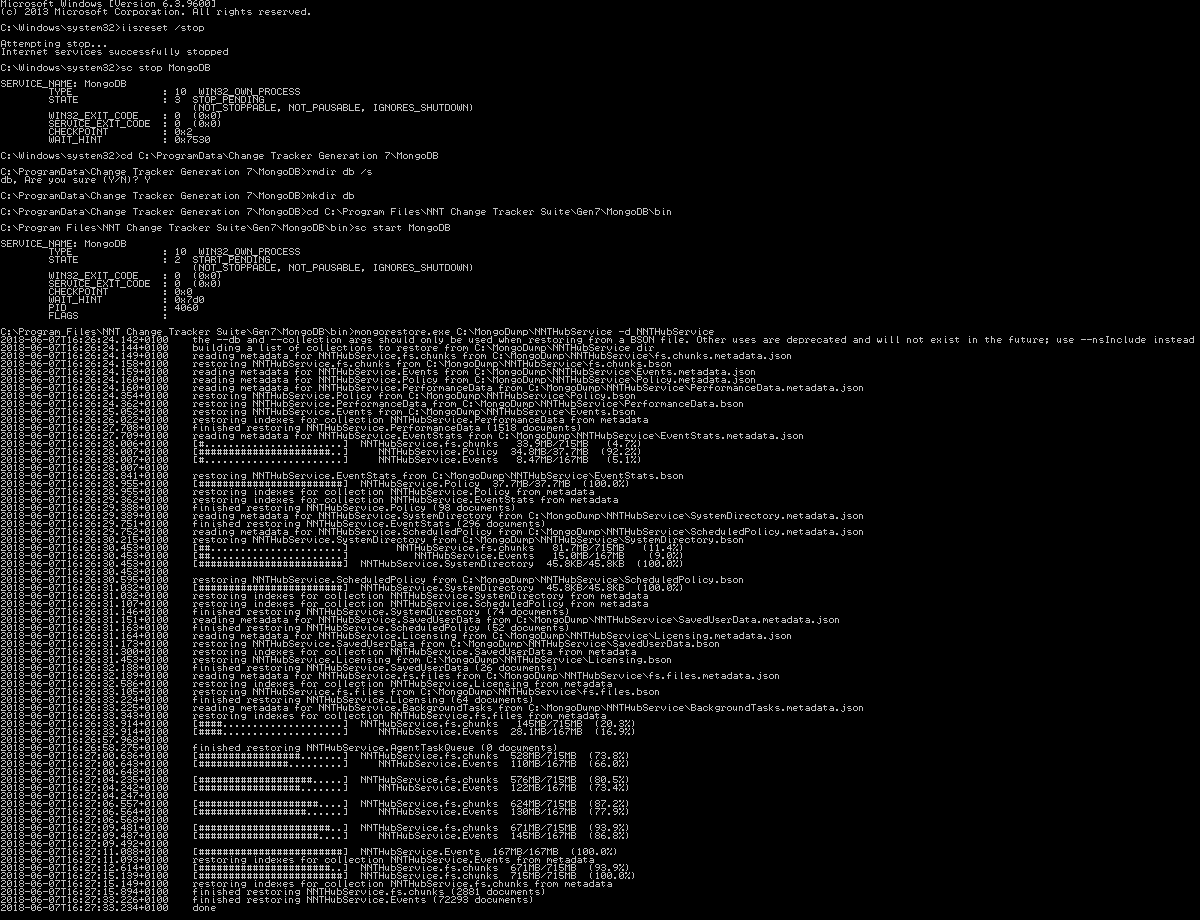 Microsoft Windows [Version 6.3.9600]
(c) 2013 Microsoft Corporation. All rights reserved.
C:\Windows\system32>iisreset /stop
Attempting stop...
Internet services successfully stopped
C:\Windows\system32>sc stop MongoDB
SERVICE_NAME: MongoDB
TYPE : 10 WIN32_OWN_PROCESS
STATE : 3 STOP_PENDING
(NOT_STOPPABLE, NOT_PAUSABLE, IGNORES_SHUTDOWN)
WIN32_EXIT_CODE : 0 (0x0)
SERVICE_EXIT_CODE : 0 (0x0)
CHECKPOINT : 0x2
WAIT_HINT : 0x7530
C:\Windows\system32>cd C:\ProgramData\Change Tracker Generation 7\MongoDB
C:\ProgramData\Change Tracker Generation 7\MongoDB>rmdir db /s
db, Are you sure (Y/N)? Y
C:\ProgramData\Change Tracker Generation 7\MongoDB>mkdir db
C:\ProgramData\Change Tracker Generation 7\MongoDB>cd C:\Program Files\NNT Change Tracker Suite\Gen7\MongoDB\bin
C:\Program Files\NNT Change Tracker Suite\Gen7\MongoDB\bin>sc start MongoDB
SERVICE_NAME: MongoDB
TYPE : 10 WIN32_OWN_PROCESS
STATE : 2 START_PENDING
(NOT_STOPPABLE, NOT_PAUSABLE, IGNORES_SHUTDOWN)
WIN32_EXIT_CODE : 0 (0x0)
SERVICE_EXIT_CODE : 0 (0x0)
CHECKPOINT : 0x0
WAIT_HINT : 0x7d0
PID : 4060
FLAGS :
C:\Program Files\NNT Change Tracker Suite\Gen7\MongoDB\bin>mongorestore.exe C:\MongoDump\NNTHubService -d NNTHubService
2018-06-07T16:26:24.142+0100 the --db and --collection args should only be used when restoring from a BSON file. Other uses are deprecated and will not exist in the future; use --nsInclude instead
2018-06-07T16:26:24.144+0100 building a list of collections to restore from C:\MongoDump\NNTHubService dir
2018-06-07T16:26:24.149+0100 reading metadata for NNTHubService.fs.chunks from C:\MongoDump\NNTHubService\fs.chunks.metadata.json
2018-06-07T16:26:24.158+0100 restoring NNTHubService.fs.chunks from C:\MongoDump\NNTHubService\fs.chunks.bson
2018-06-07T16:26:24.159+0100 reading metadata for NNTHubService.Events from C:\MongoDump\NNTHubService\Events.metadata.json
2018-06-07T16:26:24.160+0100 reading metadata for NNTHubService.Policy from C:\MongoDump\NNTHubService\Policy.metadata.json
2018-06-07T16:26:24.160+0100 reading metadata for NNTHubService.PerformanceData from C:\MongoDump\NNTHubService\PerformanceData.metadata.json
2018-06-07T16:26:24.354+0100 restoring NNTHubService.Policy from C:\MongoDump\NNTHubService\Policy.bson
2018-06-07T16:26:24.362+0100 restoring NNTHubService.PerformanceData from C:\MongoDump\NNTHubService\PerformanceData.bson
2018-06-07T16:26:25.052+0100 restoring NNTHubService.Events from C:\MongoDump\NNTHubService\Events.bson
2018-06-07T16:26:26.022+0100 restoring indexes for collection NNTHubService.PerformanceData from metadata
2018-06-07T16:26:27.708+0100 finished restoring NNTHubService.PerformanceData (1518 documents)
2018-06-07T16:26:27.709+0100 reading metadata for NNTHubService.EventStats from C:\MongoDump\NNTHubService\EventStats.metadata.json
2018-06-07T16:26:28.006+0100 [#.......................] NNTHubService.fs.chunks 33.9MB/715MB (4.7%)
2018-06-07T16:26:28.007+0100 [######################..] NNTHubService.Policy 34.8MB/37.7MB (92.2%)
2018-06-07T16:26:28.007+0100 [#.......................] NNTHubService.Events 8.47MB/167MB (5.1%)
2018-06-07T16:26:28.007+0100
2018-06-07T16:26:28.841+0100 restoring NNTHubService.EventStats from C:\MongoDump\NNTHubService\EventStats.bson
2018-06-07T16:26:28.955+0100 [########################] NNTHubService.Policy 37.7MB/37.7MB (100.0%)
2018-06-07T16:26:28.955+0100 restoring indexes for collection NNTHubService.Policy from metadata
2018-06-07T16:26:29.362+0100 restoring indexes for collection NNTHubService.EventStats from metadata
2018-06-07T16:26:29.388+0100 finished restoring NNTHubService.Policy (98 documents)
2018-06-07T16:26:29.389+0100 reading metadata for NNTHubService.SystemDirectory from C:\MongoDump\NNTHubService\SystemDirectory.metadata.json
2018-06-07T16:26:29.751+0100 finished restoring NNTHubService.EventStats (296 documents)
2018-06-07T16:26:29.752+0100 reading metadata for NNTHubService.ScheduledPolicy from C:\MongoDump\NNTHubService\ScheduledPolicy.metadata.json
2018-06-07T16:26:30.215+0100 restoring NNTHubService.SystemDirectory from C:\MongoDump\NNTHubService\SystemDirectory.bson
2018-06-07T16:26:30.453+0100 [##......................] NNTHubService.fs.chunks 81.7MB/715MB (11.4%)
2018-06-07T16:26:30.453+0100 [##......................] NNTHubService.Events 15.0MB/167MB (9.0%)
2018-06-07T16:26:30.453+0100 [########################] NNTHubService.SystemDirectory 45.8KB/45.8KB (100.0%)
2018-06-07T16:26:30.453+0100
2018-06-07T16:26:30.595+0100 restoring NNTHubService.ScheduledPolicy from C:\MongoDump\NNTHubService\ScheduledPolicy.bson
2018-06-07T16:26:31.032+0100 [########################] NNTHubService.SystemDirectory 45.8KB/45.8KB (100.0%)
2018-06-07T16:26:31.032+0100 restoring indexes for collection NNTHubService.SystemDirectory from metadata
2018-06-07T16:26:31.107+0100 restoring indexes for collection NNTHubService.ScheduledPolicy from metadata
2018-06-07T16:26:31.146+0100 finished restoring NNTHubService.SystemDirectory (74 documents)
2018-06-07T16:26:31.151+0100 reading metadata for NNTHubService.SavedUserData from C:\MongoDump\NNTHubService\SavedUserData.metadata.json
2018-06-07T16:26:31.163+0100 finished restoring NNTHubService.ScheduledPolicy (52 documents)
2018-06-07T16:26:31.164+0100 reading metadata for NNTHubService.Licensing from C:\MongoDump\NNTHubService\Licensing.metadata.json
2018-06-07T16:26:31.173+0100 restoring NNTHubService.SavedUserData from C:\MongoDump\NNTHubService\SavedUserData.bson
2018-06-07T16:26:31.300+0100 restoring indexes for collection NNTHubService.SavedUserData from metadata
2018-06-07T16:26:31.453+0100 restoring NNTHubService.Licensing from C:\MongoDump\NNTHubService\Licensing.bson
2018-06-07T16:26:32.188+0100 finished restoring NNTHubService.SavedUserData (26 documents)
2018-06-07T16:26:32.189+0100 reading metadata for NNTHubService.fs.files from C:\MongoDump\NNTHubService\fs.files.metadata.json
2018-06-07T16:26:32.586+0100 restoring indexes for collection NNTHubService.Licensing from metadata
2018-06-07T16:26:33.105+0100 restoring NNTHubService.fs.files from C:\MongoDump\NNTHubService\fs.files.bson
2018-06-07T16:26:33.224+0100 finished restoring NNTHubService.Licensing (64 documents)
2018-06-07T16:26:33.225+0100 reading metadata for NNTHubService.BackgroundTasks from C:\MongoDump\NNTHubService\BackgroundTasks.metadata.json
2018-06-07T16:26:33.343+0100 restoring indexes for collection NNTHubService.fs.files from metadata
2018-06-07T16:26:33.914+0100 [####....................] NNTHubService.fs.chunks 145MB/715MB (20.3%)
2018-06-07T16:26:33.914+0100 [####....................] NNTHubService.Events 28.1MB/167MB (16.9%)
2018-06-07T16:26:57.968+0100
2018-06-07T16:26:58.275+0100 finished restoring NNTHubService.AgentTaskQueue (0 documents)
2018-06-07T16:27:00.636+0100 [#################.......] NNTHubService.fs.chunks 528MB/715MB (73.8%)
2018-06-07T16:27:00.643+0100 [###############.........] NNTHubService.Events 110MB/167MB (66.0%)
2018-06-07T16:27:00.648+0100
2018-06-07T16:27:04.235+0100 [###################.....] NNTHubService.fs.chunks 576MB/715MB (80.5%)
2018-06-07T16:27:04.242+0100 [#################.......] NNTHubService.Events 122MB/167MB (73.4%)
2018-06-07T16:27:04.247+0100
2018-06-07T16:27:06.557+0100 [####################....] NNTHubService.fs.chunks 624MB/715MB (87.2%)
2018-06-07T16:27:06.564+0100 [##################......] NNTHubService.Events 130MB/167MB (77.9%)
2018-06-07T16:27:06.568+0100
2018-06-07T16:27:09.481+0100 [######################..] NNTHubService.fs.chunks 671MB/715MB (93.9%)
2018-06-07T16:27:09.487+0100 [####################....] NNTHubService.Events 145MB/167MB (86.8%)
2018-06-07T16:27:09.492+0100
2018-06-07T16:27:11.088+0100 [########################] NNTHubService.Events 167MB/167MB (100.0%)
2018-06-07T16:27:11.093+0100 restoring indexes for collection NNTHubService.Events from metadata
2018-06-07T16:27:12.614+0100 [######################..] NNTHubService.fs.chunks 671MB/715MB (93.9%)
2018-06-07T16:27:15.139+0100 [########################] NNTHubService.fs.chunks 715MB/715MB (100.0%)
2018-06-07T16:27:15.149+0100 restoring indexes for collection NNTHubService.fs.chunks from metadata
2018-06-07T16:27:15.894+0100 finished restoring NNTHubService.fs.chunks (2881 documents)
2018-06-07T16:27:33.226+0100 finished restoring NNTHubService.Events (72293 documents)
2018-06-07T16:27:33.234+0100 done